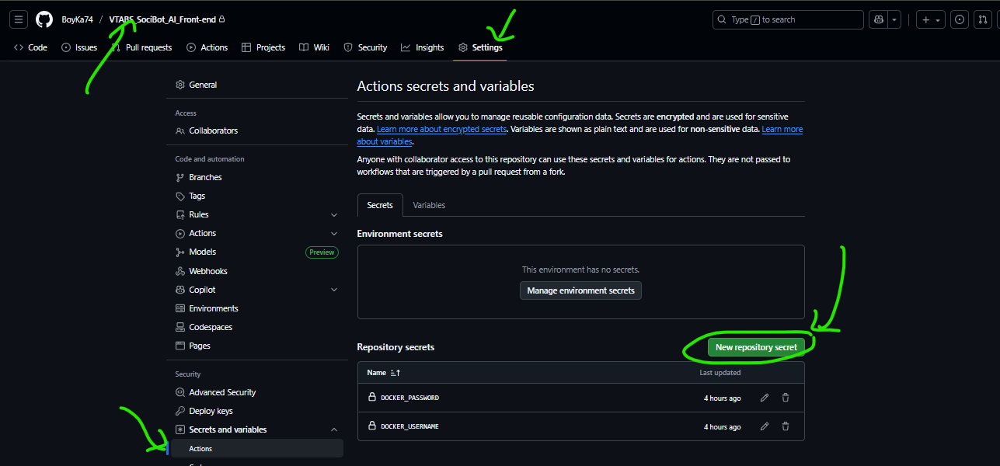 BoyKa74 / VTABS_SociBot_AI_Front-end
Type / to search
Code Issues Pull requests Actions Projects Wiki Security Insights Settings
General
Access
Collaborators
Code and automation
Branches
Tags
Rules
Actions
Models Preview
Webhooks
Copilot
Environments
Codespaces
Pages
Security
Advanced Security
Deploy keys
Secrets and variables
Actions
Actions secrets and variables
Secrets and variables allow you to manage reusable configuration data. Secrets are encrypted and are used for sensitive
data. Learn more about encrypted secrets. Variables are shown as plain text and are used for non-sensitive data. Learn more
about variables.
Anyone with collaborator access to this repository can use these secrets and variables for actions. They are not passed to
workflows that are triggered by a pull request from a fork.
Secrets Variables
Environment secrets
This environment has no secrets.
Manage environment secrets
Repository secrets New repository secret
Name Last updated
DOCKER_PASSWORD 4 hours ago
DOCKER_USERNAME 4 hours ago